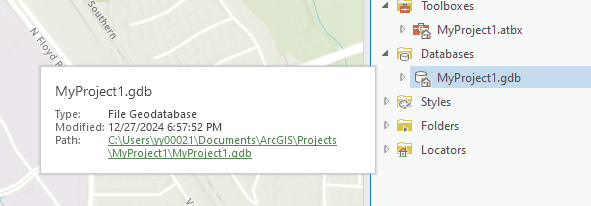 Southern
N Floyd R
MyProject1.gdb
Type: File Geodatabase
Modified: 12/27/2024 6:57:52 PM
Path: C:\Users\yy00021\Documents\ArcGIS\Projects
\MyProject1\MyProject1.gdb
Toolboxes
MyProject1.atbx
Databases
MyProject1.gdb
Styles
Folders
Locators